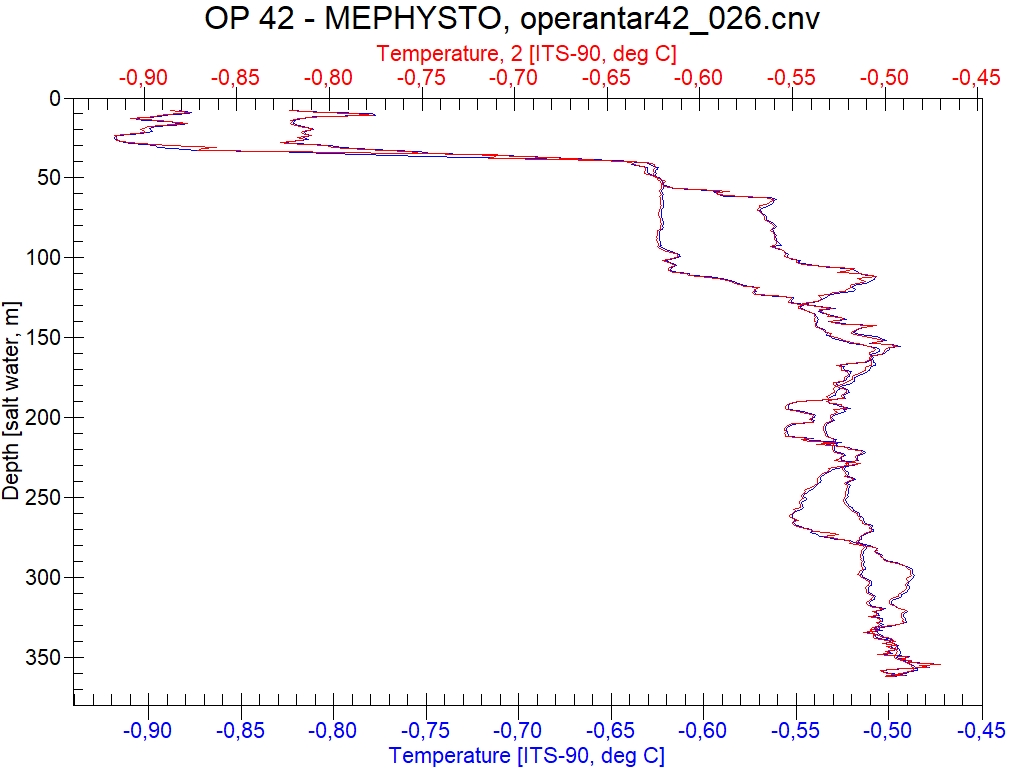 OP 42 - MEPHYSTO, operantar42_026.cnv
Temperature, 2 [ITS-90, deg C]
-0,90 -0,85 -0,80 -0,75 -0,70 -0,65 -0,60 -0,55 -0,50 -0,45
0
50
100
150
200
250
300
350
Depth [salt water, m]
-0,90 -0,85 -0,80 -0,75 -0,70 -0,65 -0,60 -0,55 -0,50 -0,45
Temperature [ITS-90, deg C]